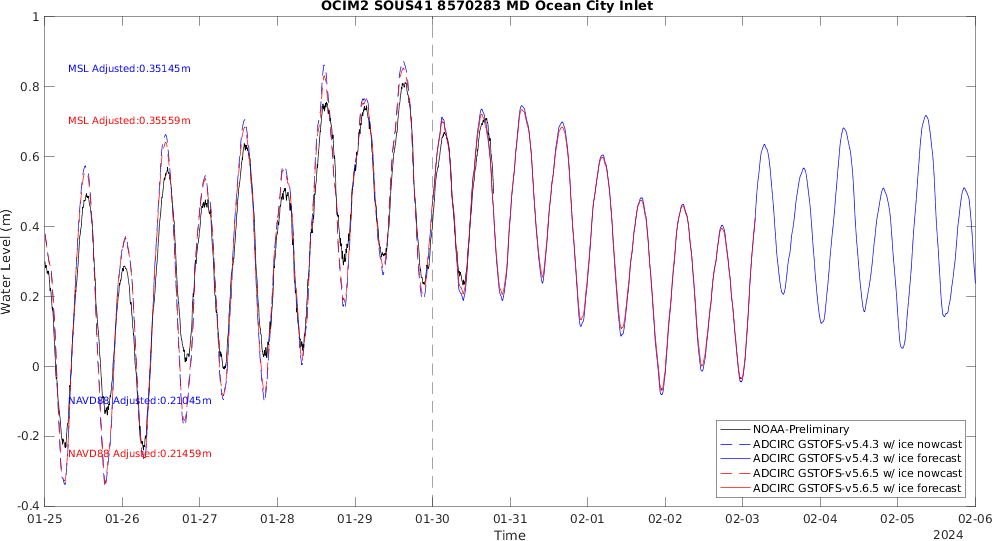 OCIM2 SOUS41 8570283 MD Ocean City Inlet
MSL Adjusted:0.35145m
MSL Adjusted:0.35559m
NAVD88 Adjusted:0.21045m
NAVD88 Adjusted:0.21459m
Water Level (m)
1
0.8
0.6
0.4
0.2
0
-0.2
-0.4
NOAA-Preliminary
ADCIRC GSTOFS-v5.4.3 w/ ice nowcast
ADCIRC GSTOFS-v5.4.3 w/ ice forecast
ADCIRC GSTOFS-v5.6.5 w/ ice nowcast
ADCIRC GSTOFS-v5.6.5 w/ ice forecast
01-25 01-26 01-27 01-28 01-29 01-30 01-31 02-01 02-02 02-03 02-04 02-05 02-06
Time
2024